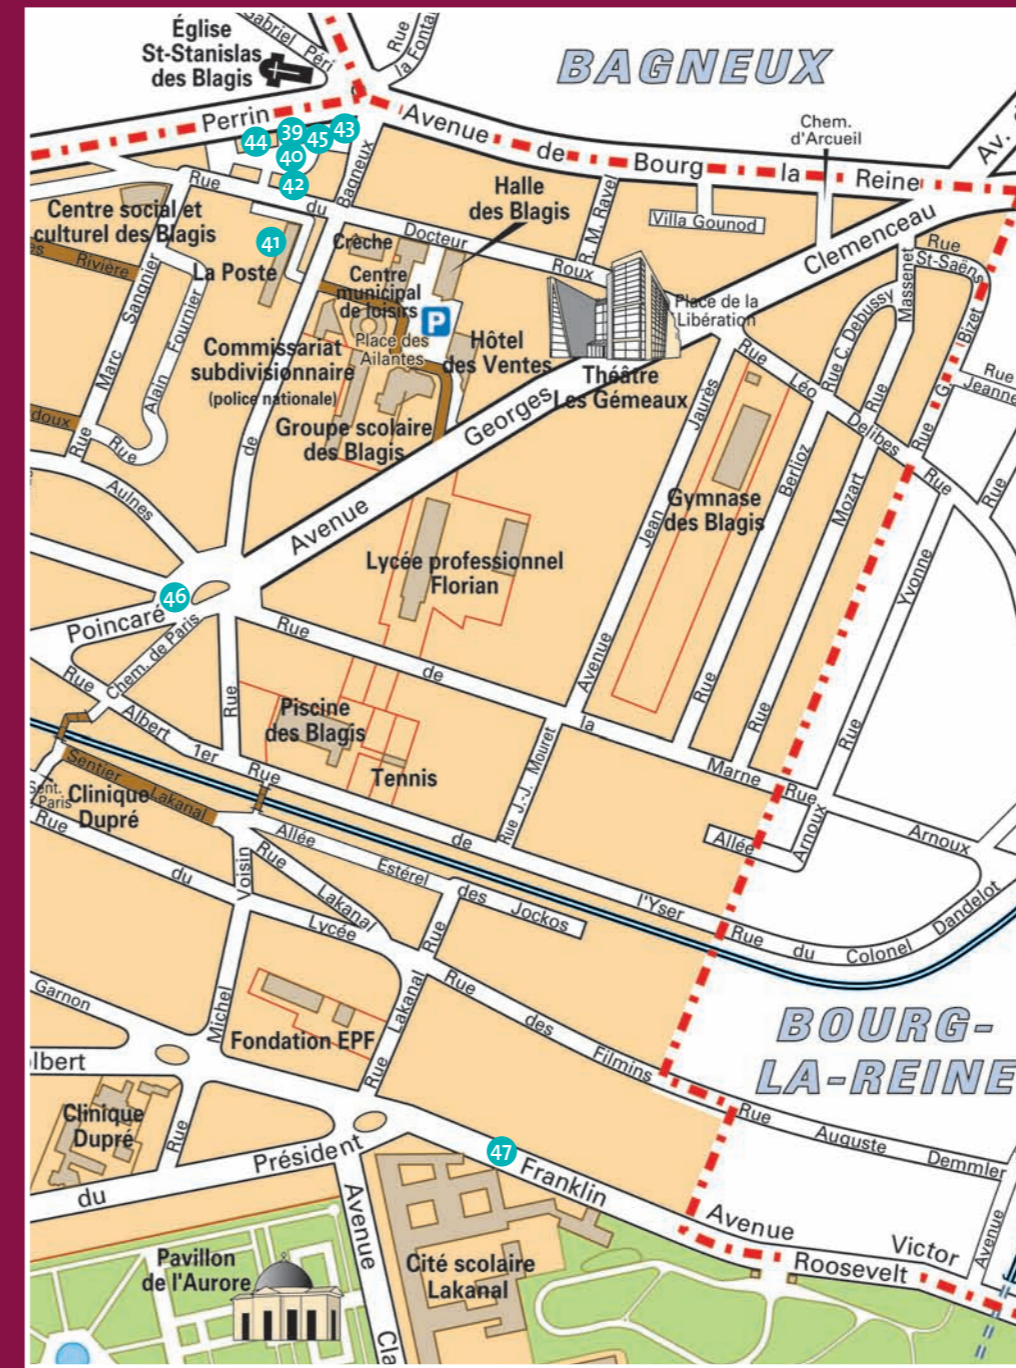 Église
St-Stanislas
des Blagis
Gabriel Péri
Rue
la Fonta
BAGNEUX
Perrin
Avenue de Bourg la Reine
Chem.
d'Arcueil
Av.
44
39
45
43
40
42
41
Rue du Docteur Roux
Bagneux
Halle
des Blagis
R. M. Ravel
Villa Gounod
Clemenceau
Centre social et
culturel des Blagis
Rivière
La Poste
Crèche
Centre
municipal
de loisirs
P
Place des
Ailantes
Hôtel
des Ventes
Place de la
Libération
Rue
St-Saëns
Massenet
Rue C. Debussy
Bizet
Rue G.
Rue
Jeanne
Marc Sangnier
Rue
Alain Fournier
Rue
Commissariat
subdivisionnaire
(police nationale)
Groupe scolaire
des Blagis
Théâtre
Les Gémeaux
Avenue Georges
Rue Léo Delibes
Rue
Rue
doux
de
Aulnes
Jaurès
Jean
Avenue
Gymnase
des Blagis
Berlioz
Rue
Mozart
Rue
Rue
Yvonne
Rue
Lycée professionnel
Florian
46
Poincaré
Chem. de Paris
Rue
Rue de la Marne
Rue
Albert 1er
Rue
Piscine
des Blagis
Tennis
Rue J.-J. Mouret
Rue
Arnoux
Allée
Arnoux
Sentier Lakanal
Sent.
Paris
Clinique
Dupré
Rue de l'Yser
Rue du Lycée
Voisin
Michel
Allée Estérel des Jockos
Rue Lakanal
Rue
Lakanal
Rue
Rue du Colonel Dandelot
Rue des Filmins
Garnon
olbert
Fondation EPF
BOURG-
LA-REINE
Clinique
Dupré
Rue
Rue Auguste Demmler
Avenue
du Président
47
Franklin
Roosevelt
Avenue Victor
Avenue
Cla
Pavillon
de l'Aurore
Cité scolaire
Lakanal